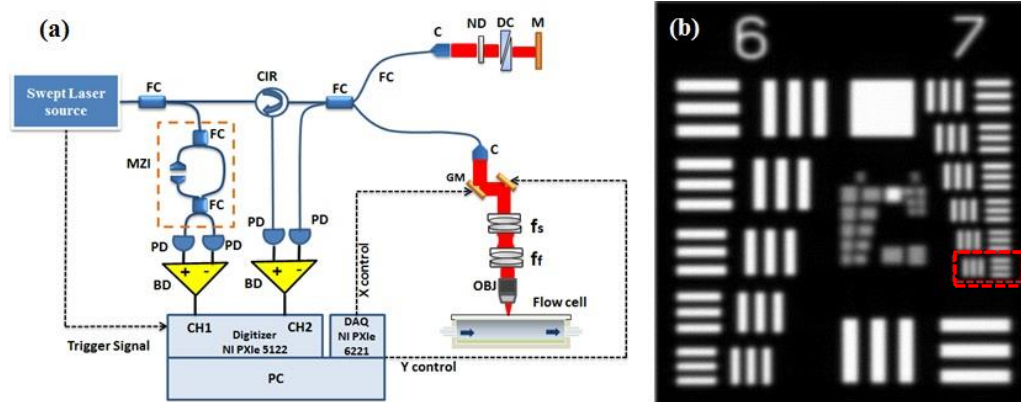 (a)
ND DC M
C
FC
CIR
Swept Laser
source
FC
FC
FC
MZI
FC
C
GM
PD
PD
PD
PD
fs
ff
OBJ
+ -
+ -
BD
BD
X control
Flow cell
CH1
CH2
Digitizer
NI PXIe 5122
DAQ
NI PXIe
6221
Trigger Signal
Y control
PC
(b)
6
7